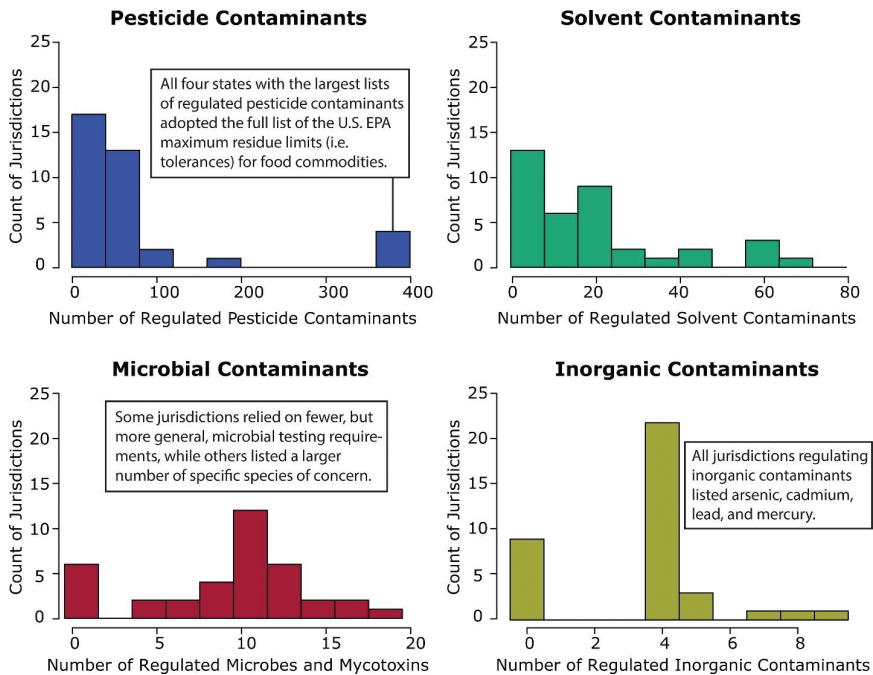 Pesticide Contaminants
25
20
15
10
5
0
Count of Jurisdictions
All four states with the largest lists
of regulated pesticide contaminants
adopted the full list of the U.S. EPA
maximum residue limits (i.e.
tolerances) for food commodities.
0 100 200 300 400
Number of Regulated Pesticide Contaminants
Solvent Contaminants
25
20
15
10
5
0
Count of Jurisdictions
0 20 40 60 80
Number of Regulated Solvent Contaminants
Microbial Contaminants
25
20
15
10
5
0
Count of Jurisdictions
Some jurisdictions relied on fewer, but
more general, microbial testing require-
ments, while others listed a larger
number of specific species of concern.
0 5 10 15 20
Number of Regulated Microbes and Mycotoxins
Inorganic Contaminants
25
20
15
10
5
0
Count of Jurisdictions
All jurisdictions regulating
inorganic contaminants
listed arsenic, cadmium,
lead, and mercury.
0 2 4 6 8
Number of Regulated Inorganic Contaminants